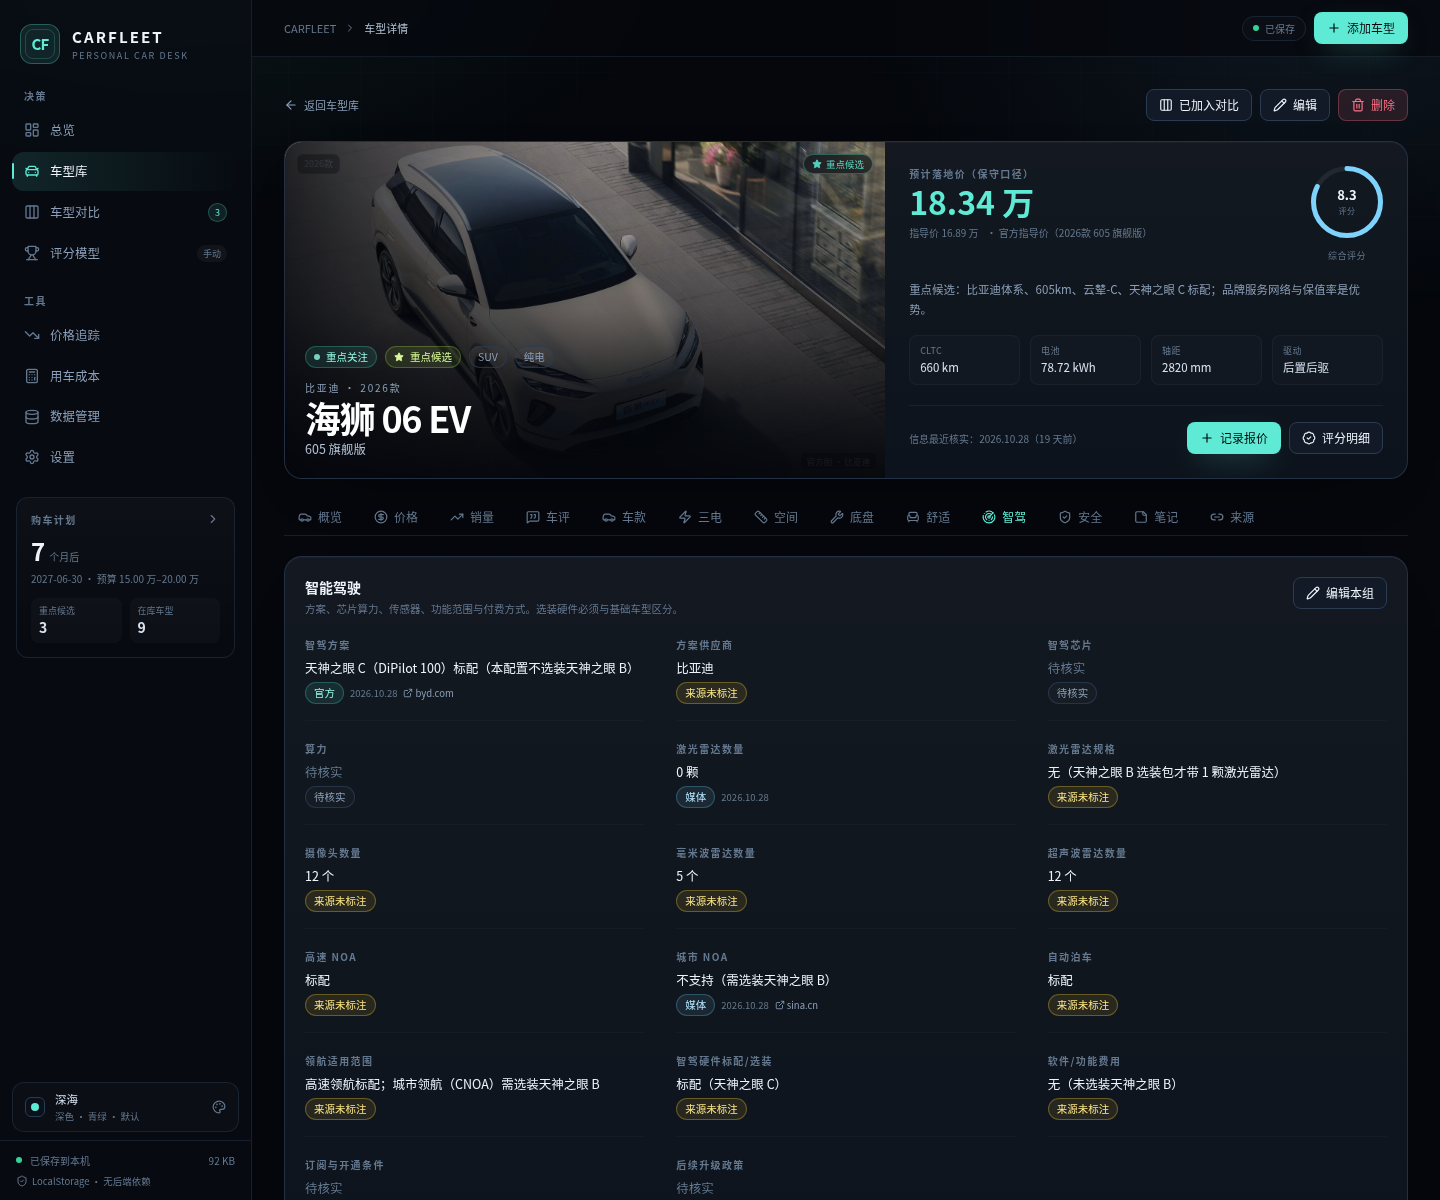 CF
CARFLEET
PERSONAL CAR DESK
决策
总览
车型库
车型对比
3
评分模型
手动
工具
价格追踪
用车成本
数据管理
设置
购车计划
7 个月后
2027-06-30 • 预算 15.00 万–20.00 万
重点候选
3
在库车型
9
深海
深色 • 青绿 • 默认
已保存到本机
92 KB
LocalStorage • 无后端依赖
CARFLEET
车型详情
已保存
添加车型
返回车型库
已加入对比
编辑
删除
2026款
重点候选
重点关注
重点候选
SUV
纯电
比亚迪 • 2026款
海狮 06 EV
605 旗舰版
预计落地价（保守口径）
18.34 万
指导价 16.89 万 • 官方指导价（2026款 605 旗舰版）
8.3
评分
综合评分
重点候选：比亚迪体系、605km、云辇-C、天神之眼 C 标配；品牌服务网络与保值率是优
势。
CLTC
660 km
电池
78.72 kWh
轴距
2820 mm
驱动
后置后驱
信息最近核实：2026.10.28（19 天前）
记录报价
评分明细
概览
价格
销量
车评
车款
三电
空间
底盘
舒适
智驾
安全
笔记
来源
智能驾驶
方案、芯片算力、传感器、功能范围与付费方式。选装硬件必须与基础车型区分。
编辑本组
智驾方案
天神之眼 C（DiPilot 100）标配（本配置不选装天神之眼 B）
官方
2026.10.28
byd.com
方案供应商
比亚迪
来源未标注
智驾芯片
待核实
待核实
算力
待核实
待核实
激光雷达数量
0 颗
媒体
2026.10.28
激光雷达规格
无（天神之眼 B 选装包才带 1 颗激光雷达）
来源未标注
摄像头数量
12 个
来源未标注
毫米波雷达数量
5 个
来源未标注
超声波雷达数量
12 个
来源未标注
高速 NOA
标配
来源未标注
城市 NOA
不支持（需选装天神之眼 B）
媒体
2026.10.28
sina.cn
自动泊车
标配
来源未标注
领航适用范围
高速领航标配；城市领航（CNOA）需选装天神之眼 B
来源未标注
智驾硬件标配/选装
标配（天神之眼 C）
来源未标注
软件/功能费用
无（未选装天神之眼 B）
来源未标注
订阅与开通条件
待核实
后续升级政策
待核实